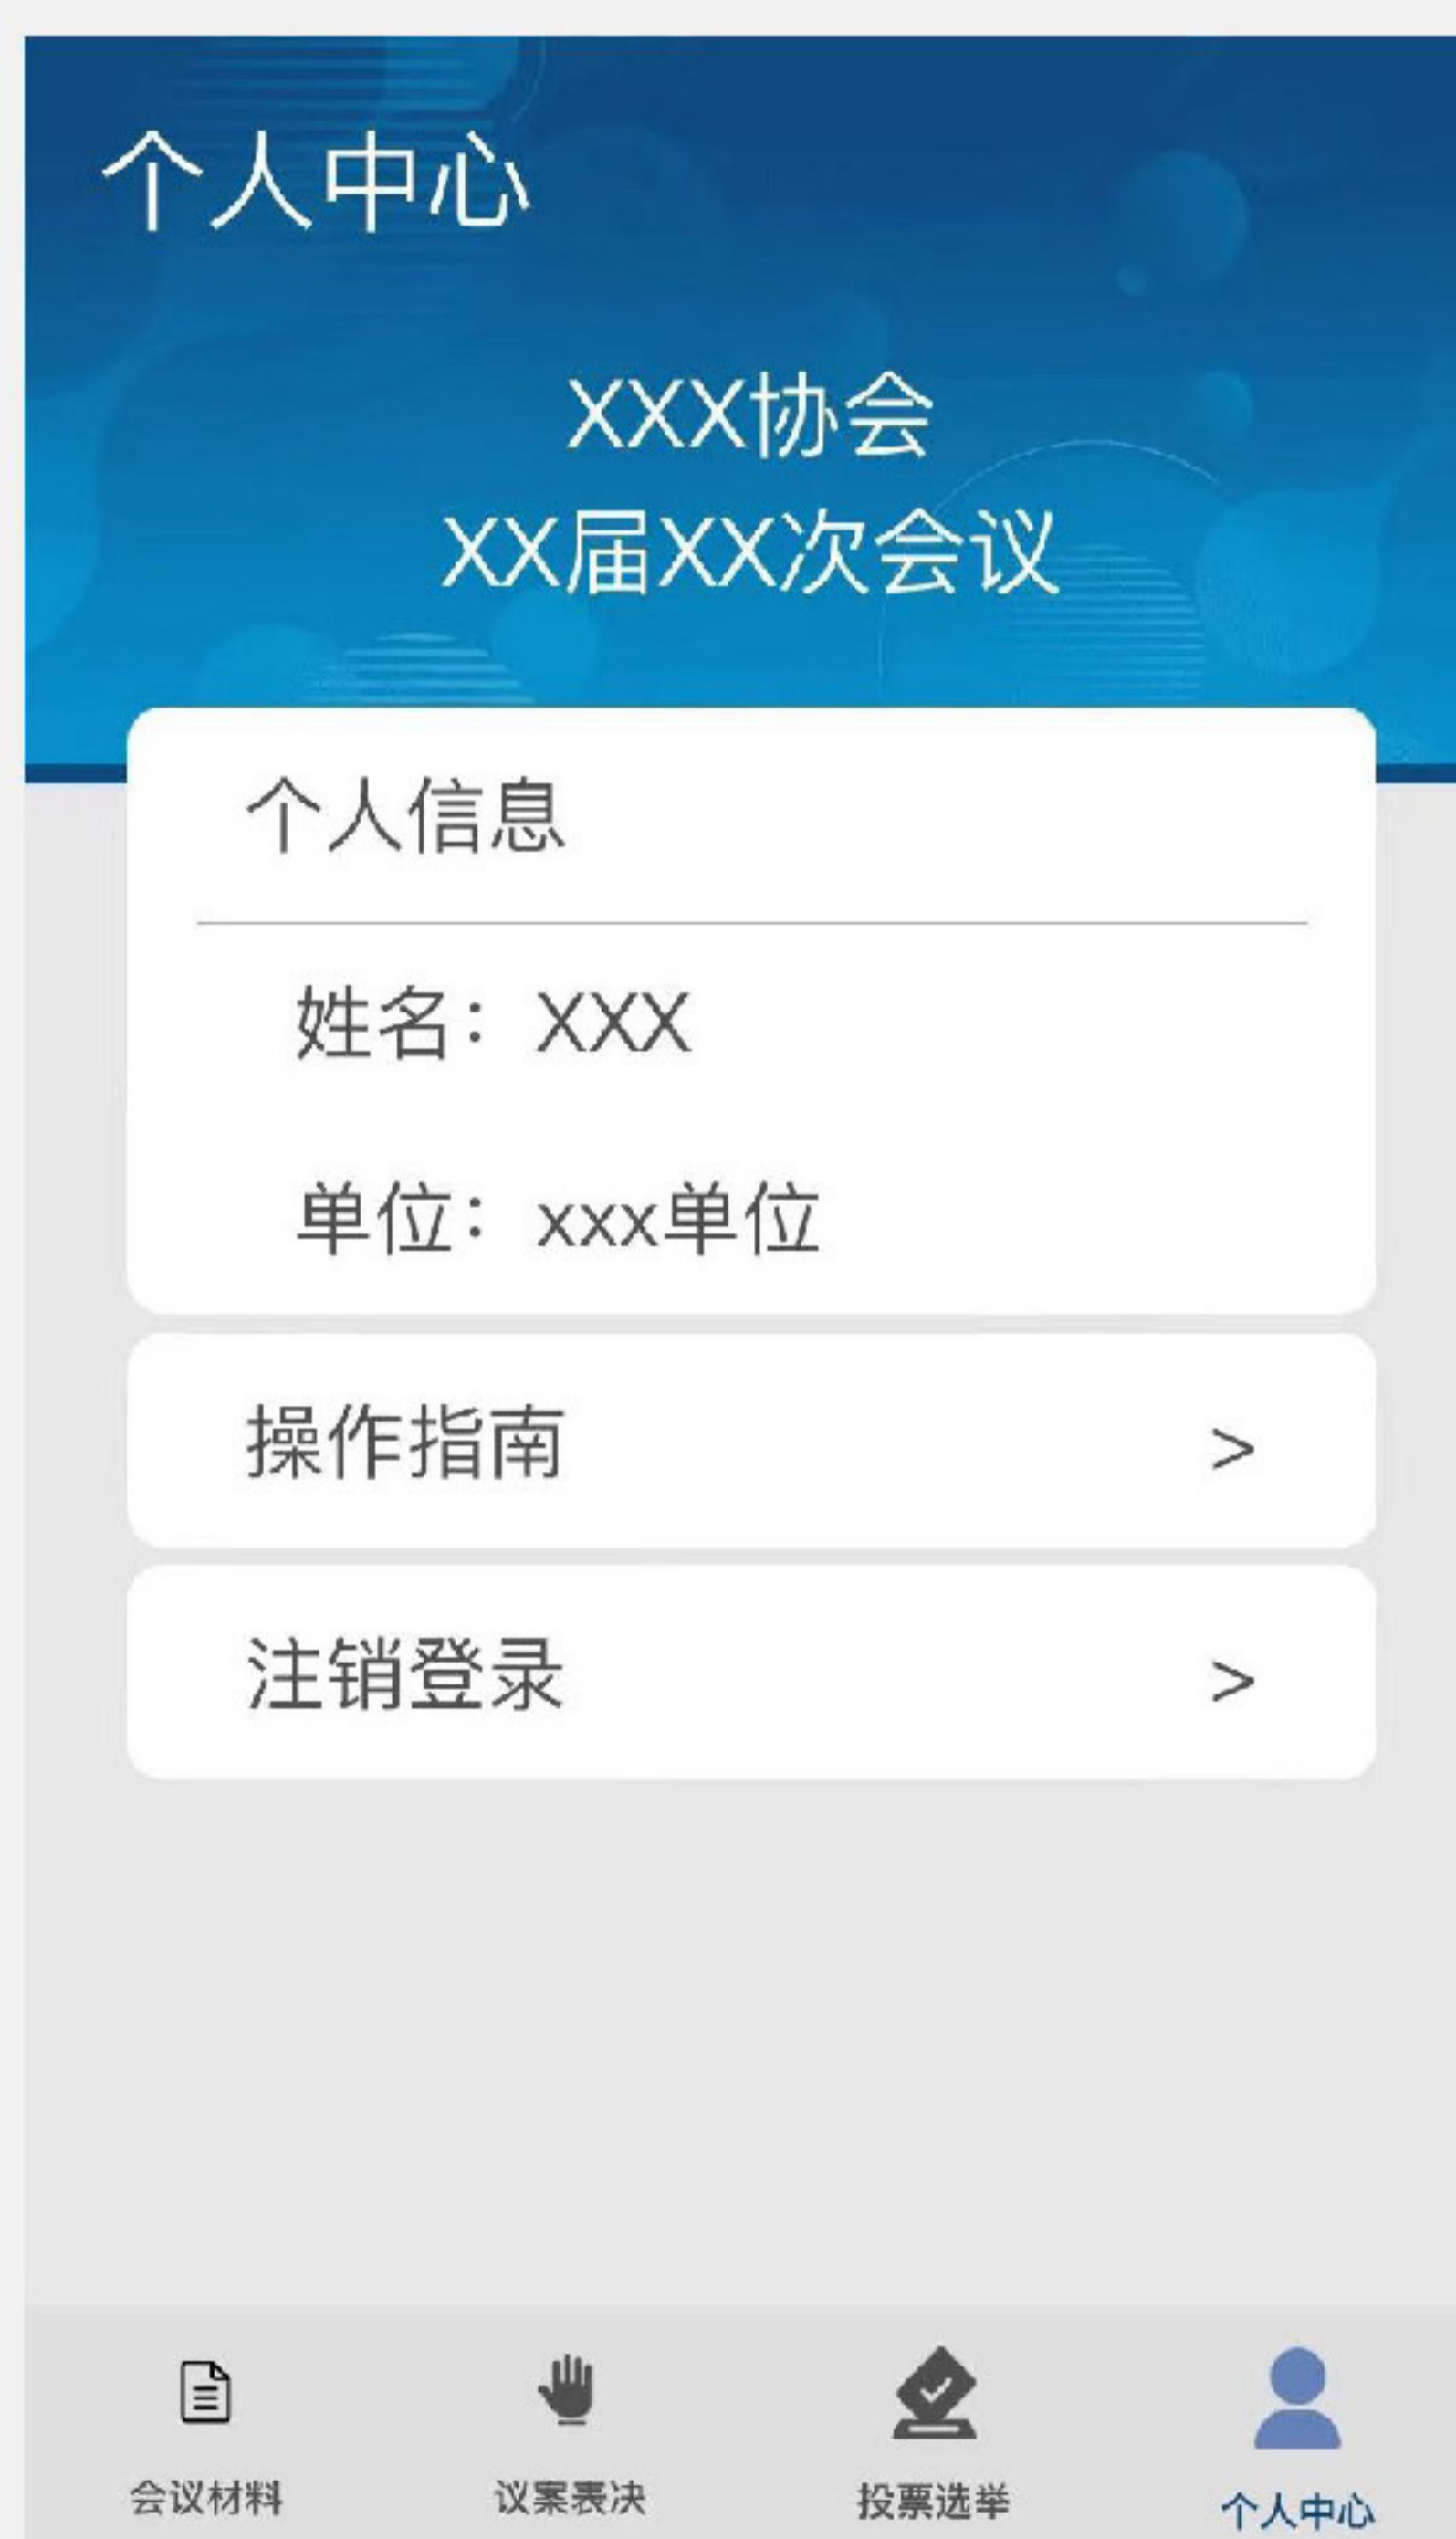 个人中心
XXX协会
XX届XX次会议
个人信息
姓名：XXX
单位：xxx单位
操作指南 >
注销登录 >
会议材料 议案表决 投票选举 个人中心